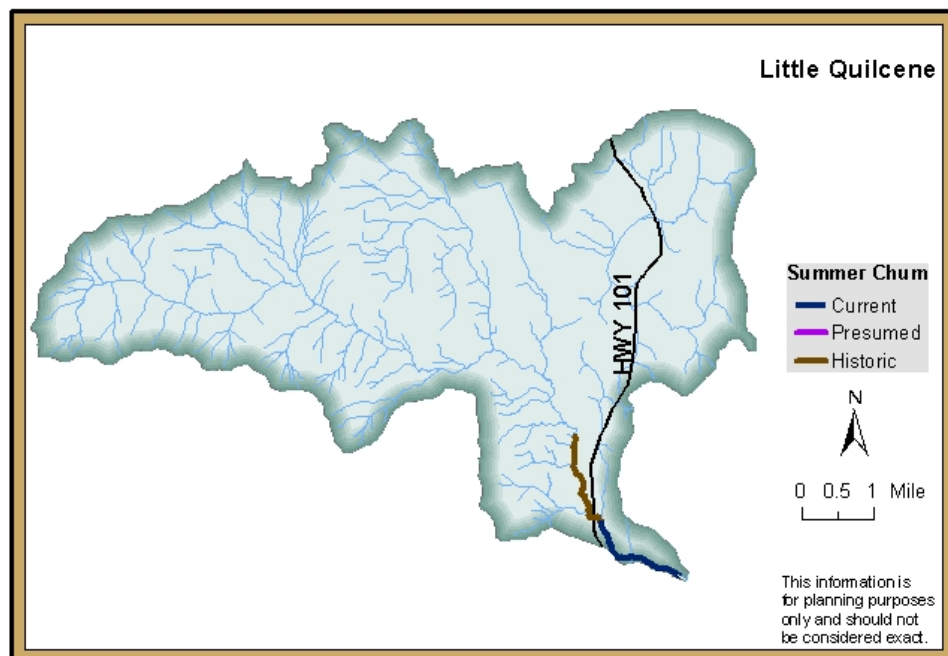 Little Quilcene
HWY 101
Summer Chum
Current
Presumed
Historic
N
0 0.5 1 Mile
This information is
for planning purposes
only and should not
be considered exact.